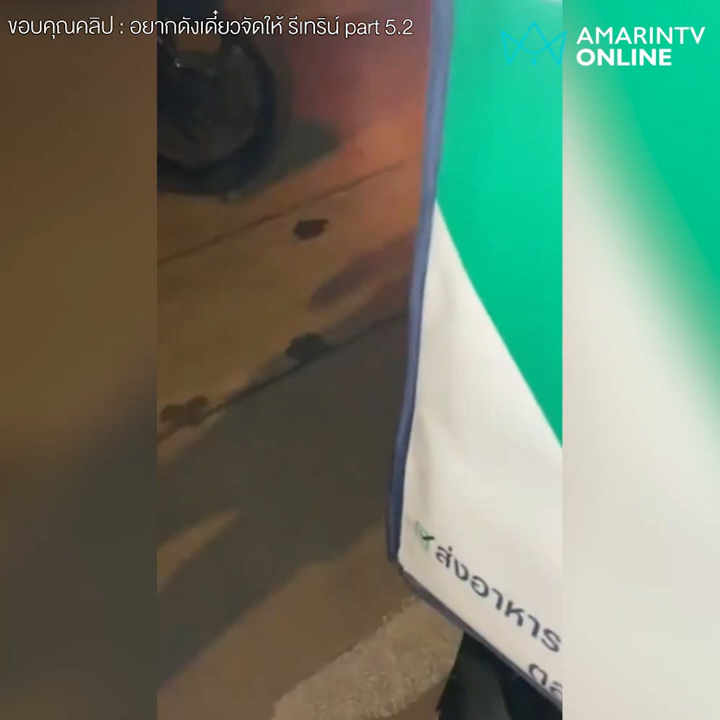 ขอบคุณคลิป : อยากดังเดี๋ยวจัดให้ รีเทริน์ part 5.2
AMARINTV
ONLINE
ส่งอาหาร